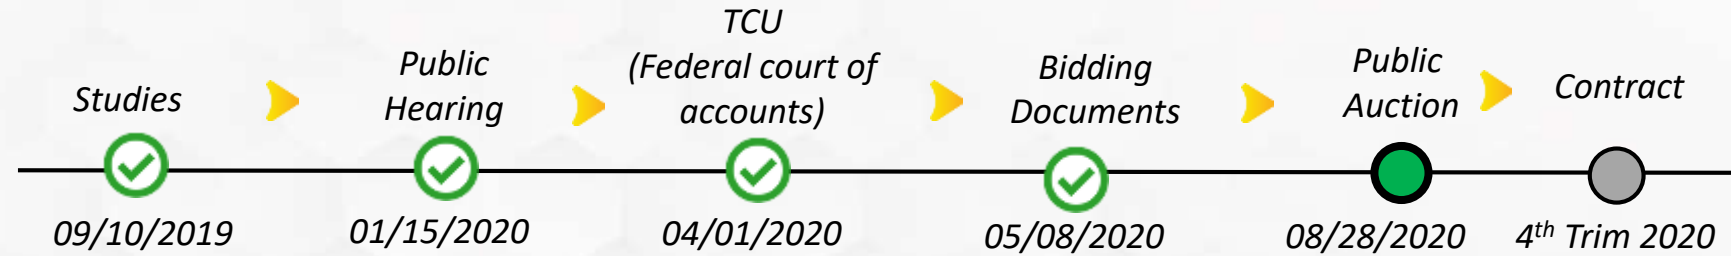 Studies
Public
Hearing
TCU
(Federal court of
accounts)
Bidding
Documents
Public
Auction
Contract
09/10/2019
01/15/2020
04/01/2020
05/08/2020
08/28/2020
4th Trim 2020